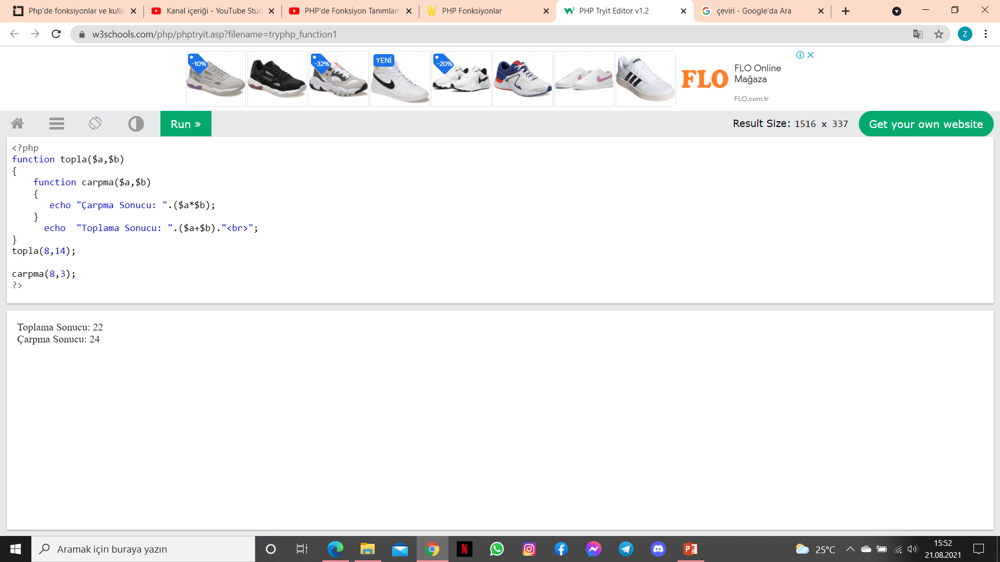 Php'de fonksiyonlar ve kulla
Kanal içeriği - YouTube Stud
PHP'de Fonksiyon Tanımlam
PHP Fonksiyonlar
PHP Tryit Editor v1.2
çeviri - Google'da Ara
w3schools.com/php/phptryit.asp?filename=tryphp_function1
Z
-10%
-32%
YENİ
-20%
FLO
FLO Online
Mağaza
FLO.com.tr
Run »
Result Size: 1516 x 337
Get your own website
<?php
function topla($a,$b)
{
    function carpma($a,$b)
    {
       echo "Çarpma Sonucu: ".($a*$b);
    }
      echo  "Toplama Sonucu: ".($a+$b)."<br>";
}
topla(8,14);
carpma(8,3);
?>
Toplama Sonucu: 22
Çarpma Sonucu: 24
Aramak için buraya yazın
25°C
15:52
21.08.2021